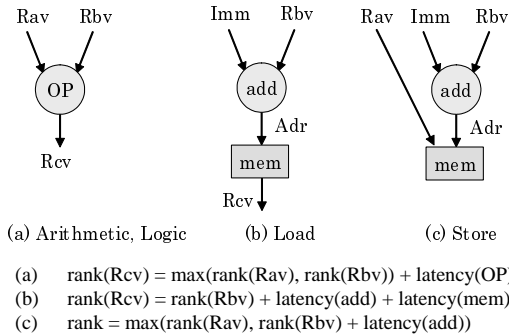 Rav Rbv Imm Rbv Rav Imm Rbv
OP add add
Adr Adr
Rcv mem mem
Rcv
(a) Arithmetic, Logic (b) Load (c) Store
(a) rank(Rcv) = max(rank(Rav), rank(Rbv)) + latency(OP)
(b) rank(Rcv) = rank(Rbv) + latency(add) + latency(mem)
(c) rank = max(rank(Rav), rank(Rbv) + latency(add))